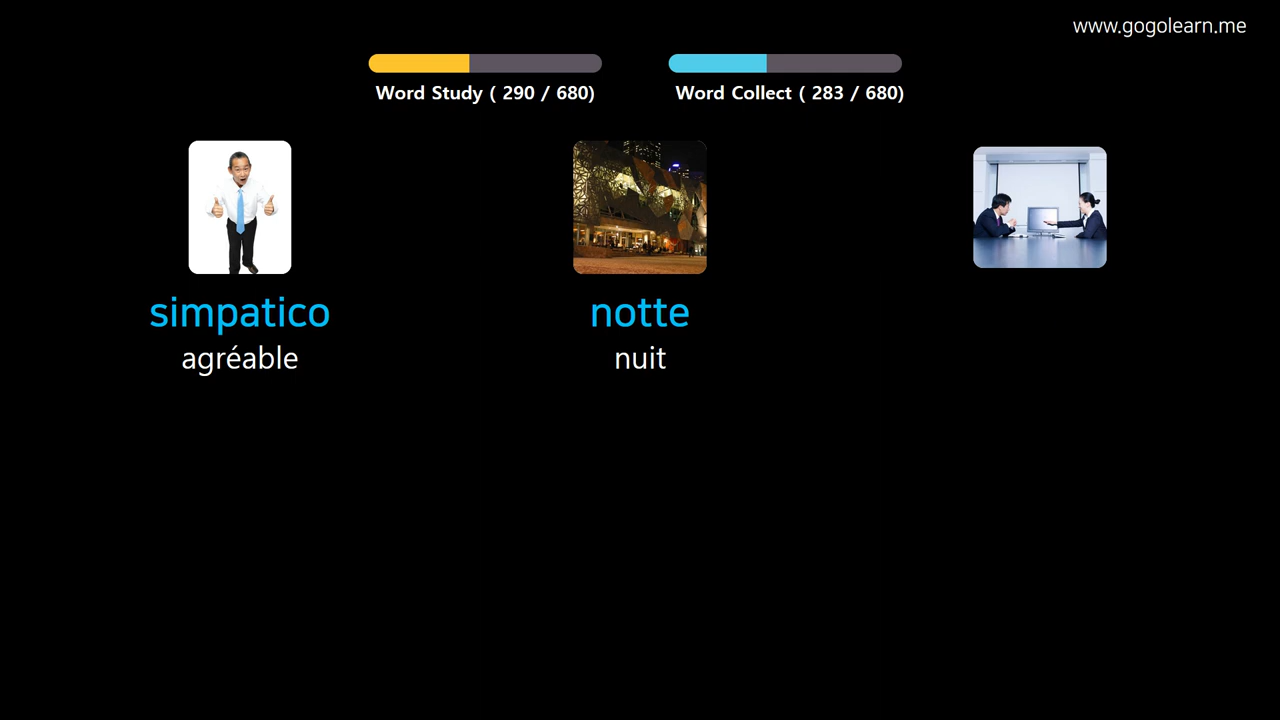 www.gogolearn.me
Word Study ( 290 / 680)
Word Collect ( 283 / 680)
simpatico
agréable
notte
nuit